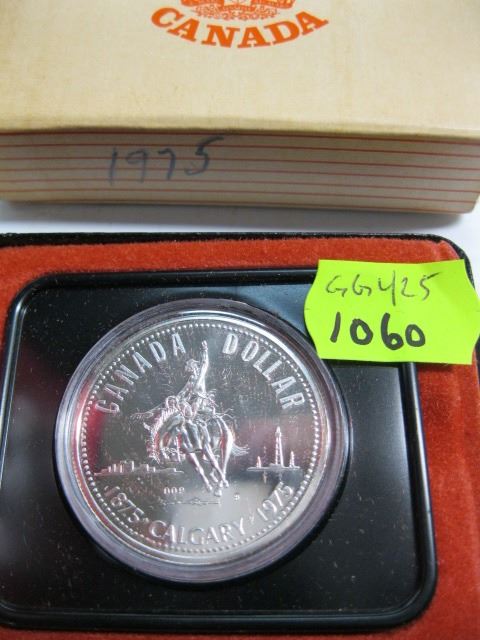 CANADA
1975
GG425
1060
CANADA DOLLAR
1875 · CALGARY · 1975